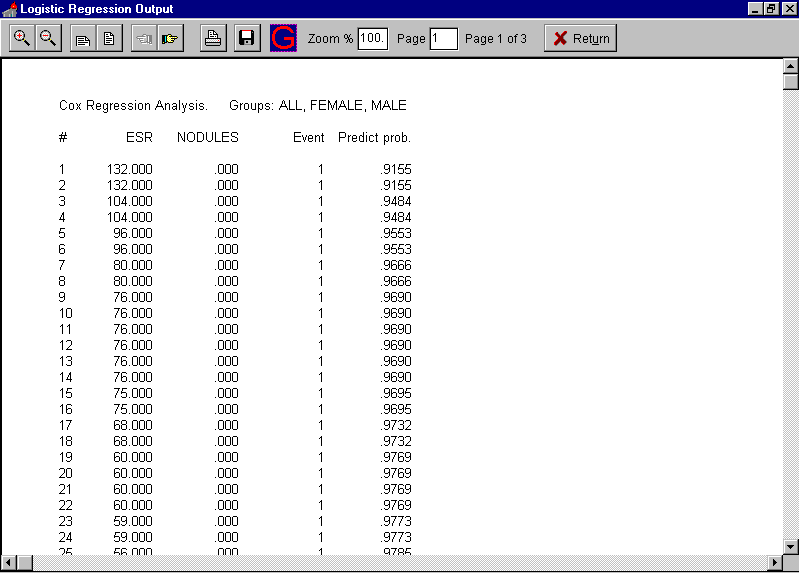 Logistic Regression Output
G Zoom % 100. Page 1 Page 1 of 3 Return
Cox Regression Analysis. Groups: ALL, FEMALE, MALE
# ESR NODULES Event Predict prob.
1 132.000 .000 1 .9155
2 132.000 .000 1 .9155
3 104.000 .000 1 .9484
4 104.000 .000 1 .9484
5 96.000 .000 1 .9553
6 96.000 .000 1 .9553
7 80.000 .000 1 .9666
8 80.000 .000 1 .9666
9 76.000 .000 1 .9690
10 76.000 .000 1 .9690
11 76.000 .000 1 .9690
12 76.000 .000 1 .9690
13 76.000 .000 1 .9690
14 76.000 .000 1 .9690
15 75.000 .000 1 .9695
16 75.000 .000 1 .9695
17 68.000 .000 1 .9732
18 68.000 .000 1 .9732
19 60.000 .000 1 .9769
20 60.000 .000 1 .9769
21 60.000 .000 1 .9769
22 60.000 .000 1 .9769
23 59.000 .000 1 .9773
24 59.000 .000 1 .9773
25 56.000 .000 1 .9785